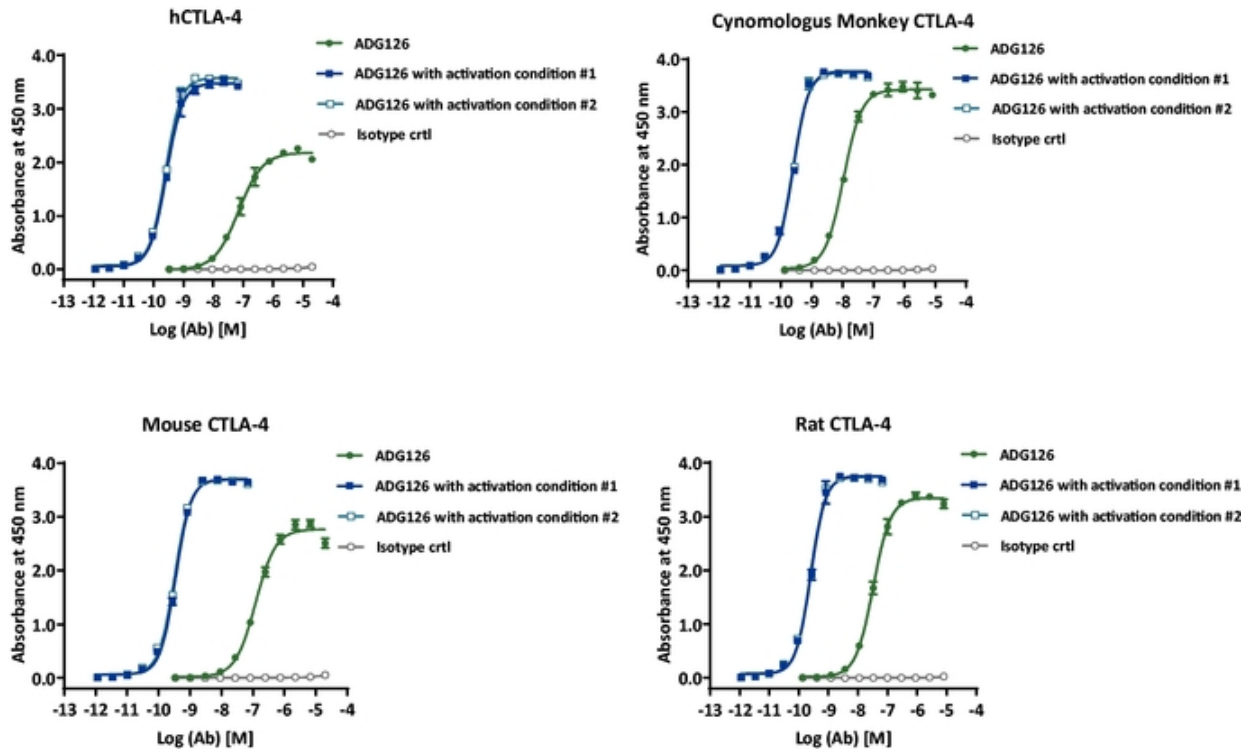 hCTLA-4
ADG126
ADG126 with activation condition #1
ADG126 with activation condition #2
Isotype crtl
Absorbance at 450 nm
4.0
3.0
2.0
1.0
0.0
-13 -12 -11 -10 -9 -8 -7 -6 -5 -4
Log (Ab) [M]
Cynomologus Monkey CTLA-4
ADG126
ADG126 with activation condition #1
ADG126 with activation condition #2
Isotype crtl
Absorbance at 450 nm
4.0
3.0
2.0
1.0
0.0
-13 -12 -11 -10 -9 -8 -7 -6 -5 -4
Log (Ab) [M]
Mouse CTLA-4
ADG126
ADG126 with activation condition #1
ADG126 with activation condition #2
Isotype crtl
Absorbance at 450 nm
4.0
3.0
2.0
1.0
0.0
-13 -12 -11 -10 -9 -8 -7 -6 -5 -4
Log (Ab) [M]
Rat CTLA-4
ADG126
ADG126 with activation condition #1
ADG126 with activation condition #2
Isotype crtl
Absorbance at 450 nm
4.0
3.0
2.0
1.0
0.0
-13 -12 -11 -10 -9 -8 -7 -6 -5 -4
Log (Ab) [M]